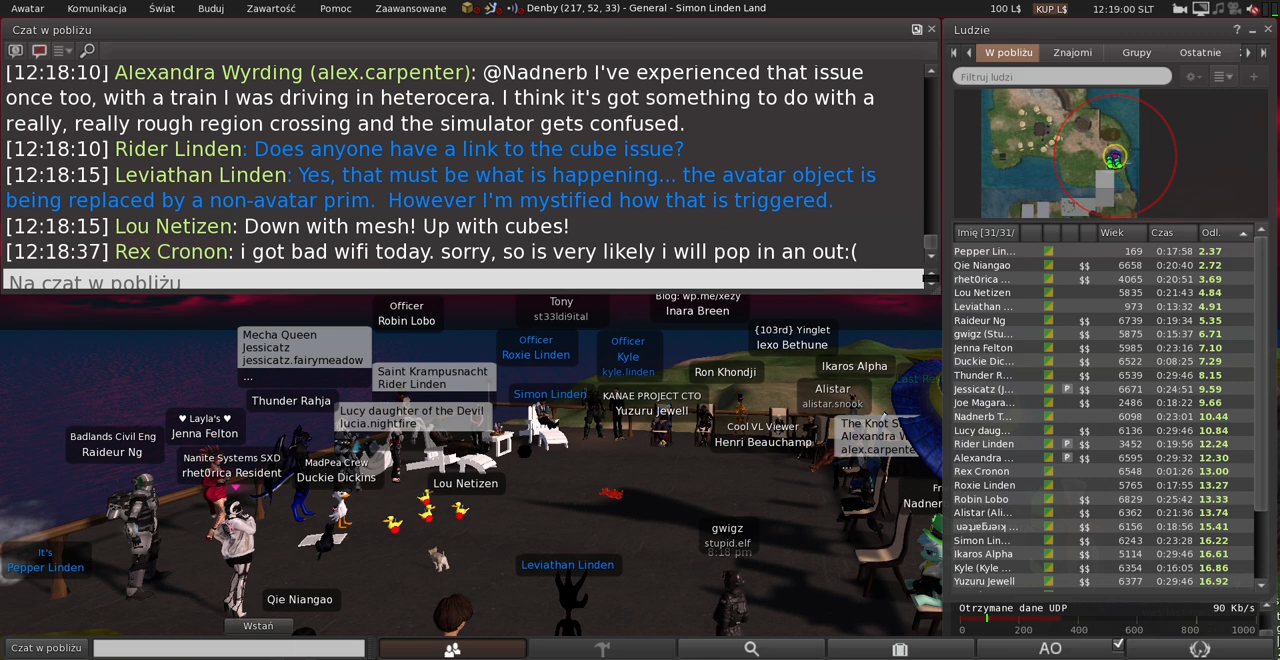 Awatar Komunikacja Świat Buduj Zawartość Pomoc Zaawansowane Denby (217, 52, 33) - General - Simon Linden Land 100 L$ KUP L$ 12:19:00 SLT
Czat w pobliżu
[12:18:10] Alexandra Wyrding (alex.carpenter): @Nadnerb I've experienced that issue
once too, with a train I was driving in heterocera. I think it's got something to do with a
really, really rough region crossing and the simulator gets confused.
[12:18:10] Rider Linden: Does anyone have a link to the cube issue?
[12:18:15] Leviathan Linden: Yes, that must be what is happening... the avatar object is
being replaced by a non-avatar prim. However I'm mystified how that is triggered.
[12:18:15] Lou Netizen: Down with mesh! Up with cubes!
[12:18:37] Rex Cronon: i got bad wifi today. sorry, so is very likely i will pop in an out:(
Na czat w pobliżu
Officer
Robin Lobo
Tony
st33ldi9ital
Blog: wp.me/xezy
Inara Breen
Mecha Queen
Jessicatz
jessicatz.fairymeadow
...
Officer
Roxie Linden
Officer
Kyle
kyle.linden
{103rd} Yinglet
Iexo Bethune
Saint Krampusnacht
Rider Linden
Ron Khondji
Ikaros Alpha
Thunder Rahja
Simon Linden
KANAE PROJECT CTO
Yuzuru Jewell
Alistar
alistar.snook
Lucy daughter of the Devil
lucia.nightfire
♥ Layla's ♥
Jenna Felton
Cool VL Viewer
Henri Beauchamp
The Knot S
Alexandra W
alex.carpente
Badlands Civil Eng
Raideur Ng
Nanite Systems SXD
rhet0rica Resident
MadPea Crew
Duckie Dickins
Lou Netizen
Fr
Nadner
gwigz
stupid.elf
8:18 pm
It's
Pepper Linden
Leviathan Linden
Qie Niangao
Wstań
Czat w pobliżu
AO
Ludzie
W pobliżu Znajomi Grupy Ostatnie
Filtruj ludzi
Imię [31/31/ Wiek Czas Odl.
Pepper Lin... 169 0:17:58 2.37
Qie Niangao $$ 6658 0:20:40 2.72
rhet0rica ... $$ 4065 0:20:51 3.69
Lou Netizen 5835 0:21:43 4.84
Leviathan ... 973 0:13:32 4.91
Raideur Ng $$ 6739 0:19:34 5.35
gwigz (Stu... $$ 5875 0:15:37 6.71
Jenna Felton $$ 5985 0:23:16 7.10
Duckie Dic... $$ 6522 0:08:25 7.29
Thunder R... $$ 6539 0:29:46 8.15
Jessicatz (J... P $$ 6671 0:24:51 9.59
Joe Magara... $$ 2486 0:18:22 9.66
Nadnerb T... 6098 0:23:01 10.44
Lucy daug... $$ 6136 0:29:46 10.84
Rider Linden P $$ 3452 0:19:56 12.24
Alexandra ... P $$ 6595 0:29:32 12.30
Rex Cronon 6548 0:01:26 13.00
Roxie Linden 5765 0:17:55 13.27
Robin Lobo $$ 6829 0:25:42 13.33
Alistar (Ali... $$ 6362 0:21:36 13.74
$$ 6156 0:18:56 15.41
Simon Lin... $$ 6243 0:23:28 16.22
Ikaros Alpha $$ 5114 0:29:46 16.61
Kyle (Kyle ... $$ 6354 0:16:05 16.86
Yuzuru Jewell $$ 6377 0:29:46 16.92
Otrzymane dane UDP 90 Kb/s
0 200 400 600 800 1000